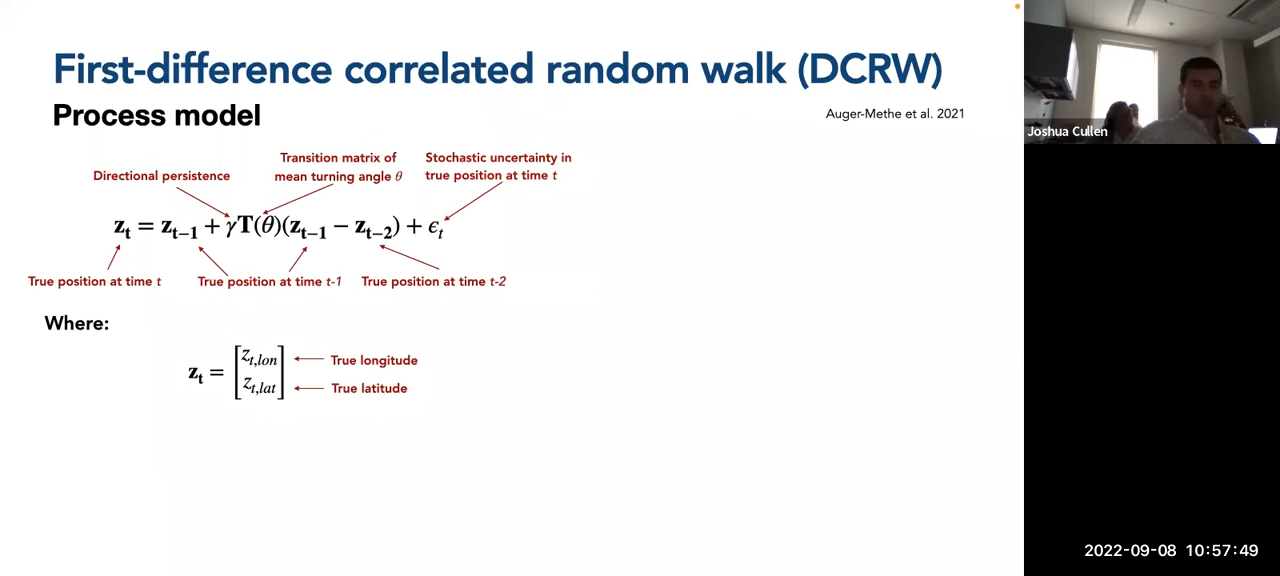 First-difference correlated random walk (DCRW)
Process model
Auger-Methe et al. 2021
Transition matrix of
mean turning angle θ
Stochastic uncertainty in
true position at time t
Directional persistence
z_t = z_{t−1} + γT(θ)(z_{t−1} − z_{t−2}) + ϵ_t
True position at time t
True position at time t-1
True position at time t-2
Where:
z_t = [z_{t,lon}
z_{t,lat}]
True longitude
True latitude
Joshua Cullen
2022-09-08 10:57:49